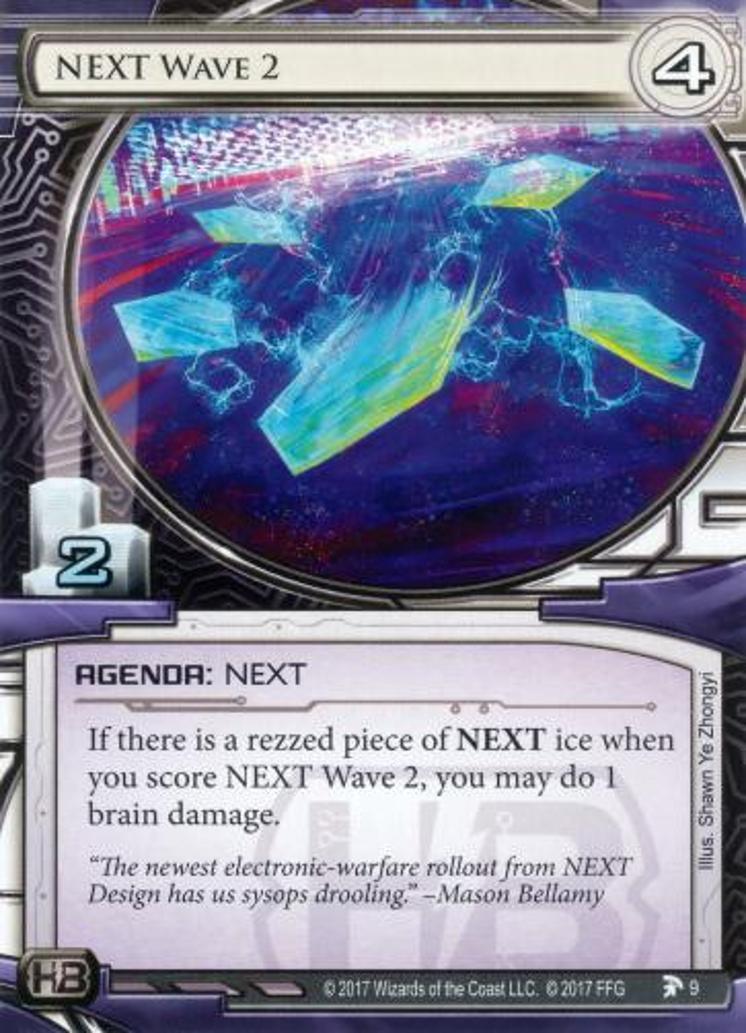 NEXT WAVE 2
4
2
AGENDA: NEXT
If there is a rezzed piece of NEXT ice when
you score NEXT Wave 2, you may do 1
brain damage.
“The newest electronic-warfare rollout from NEXT
Design has us sysops drooling.” –Mason Bellamy
Illus. Shawn Ye Zhongyi
HB
HB
© 2017 Wizards of the Coast LLC. © 2017 FFG
9